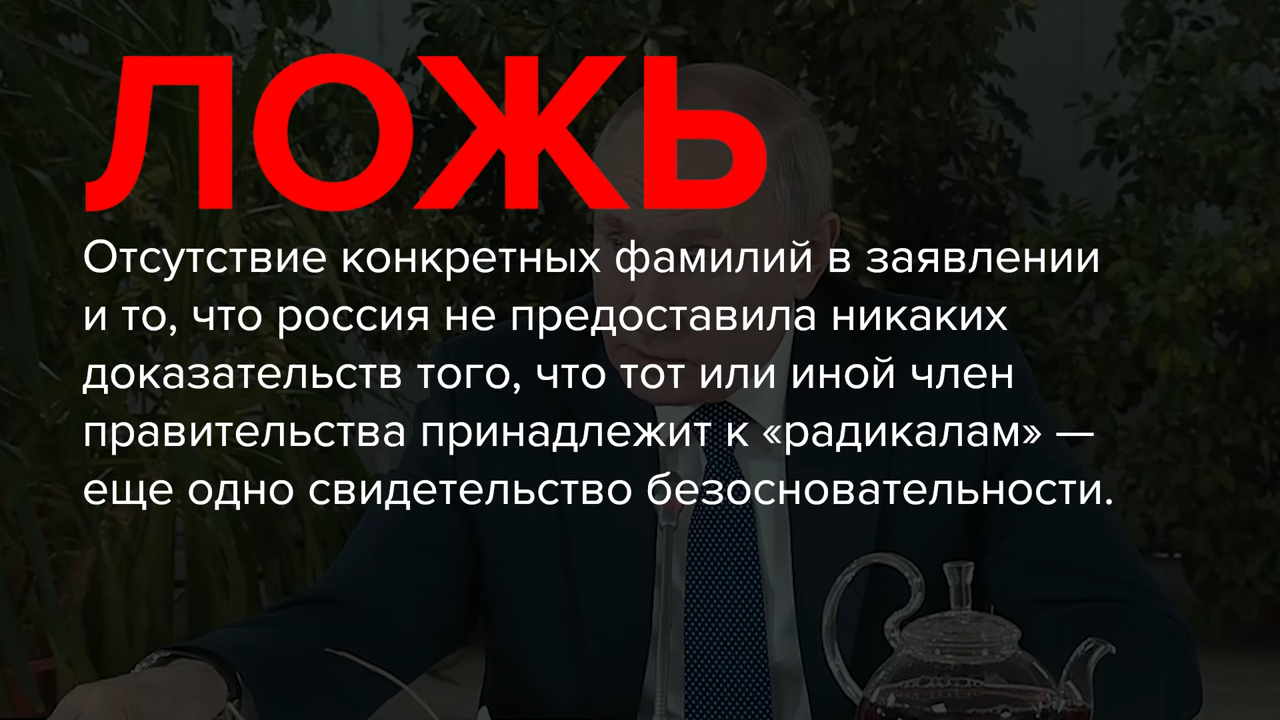 ЛОЖЬ
Отсутствие конкретных фамилий в заявлении
и то, что россия не предоставила никаких
доказательств того, что тот или иной член
правительства принадлежит к «радикалам» —
еще одно свидетельство безосновательности.